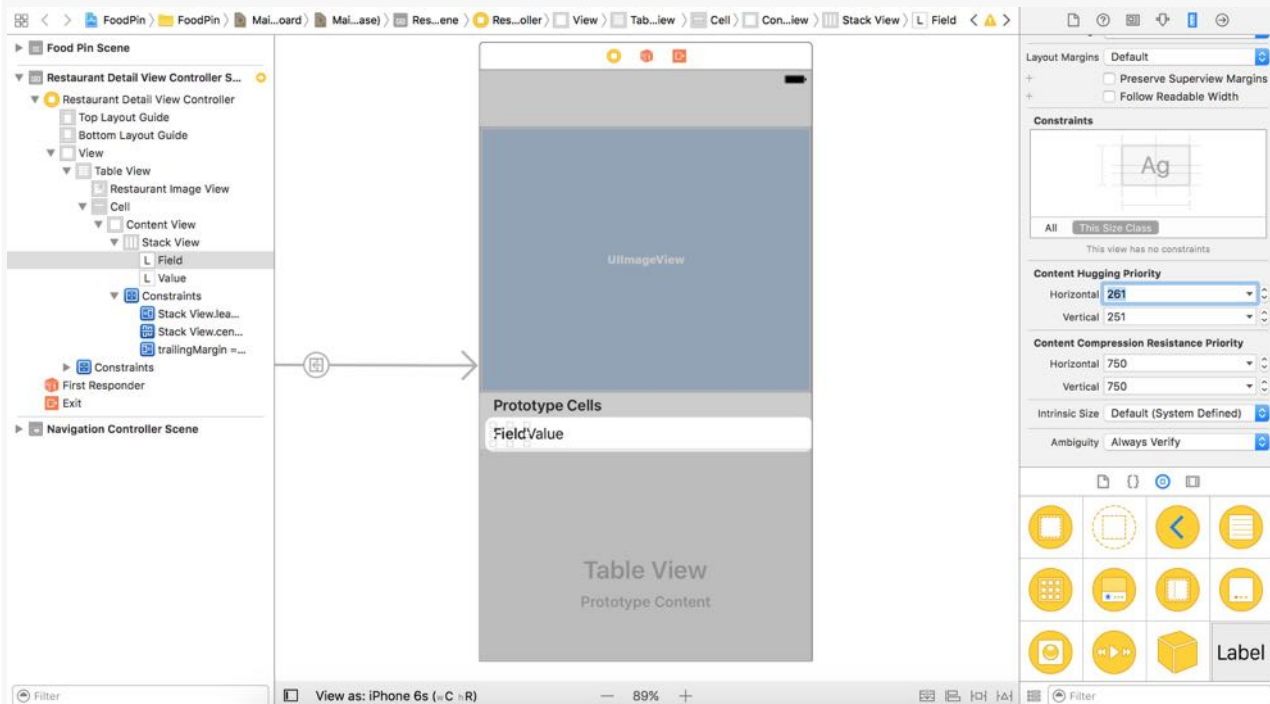 FoodPin 〉 FoodPin 〉 Mai...oard 〉 Mai...ase) 〉 Res...ene 〉 Res...oller 〉 View 〉 Tab...iew 〉 Cell 〉 Con...iew 〉 Stack View 〉 L Field
Food Pin Scene
Restaurant Detail View Controller S...
Restaurant Detail View Controller
Top Layout Guide
Bottom Layout Guide
View
Table View
Restaurant Image View
Cell
Content View
Stack View
L Field
L Value
Constraints
Stack View.lea...
Stack View.cen...
trailingMargin =...
Constraints
First Responder
Exit
Navigation Controller Scene
Filter
UIImageView
Prototype Cells
FieldValue
Table View
Prototype Content
View as: iPhone 6s (wC hR)
89%
Layout Margins Default
Preserve Superview Margins
Follow Readable Width
Constraints
Ag
All This Size Class
This view has no constraints
Content Hugging Priority
Horizontal 261
Vertical 251
Content Compression Resistance Priority
Horizontal 750
Vertical 750
Intrinsic Size Default (System Defined)
Ambiguity Always Verify
Label
Filter